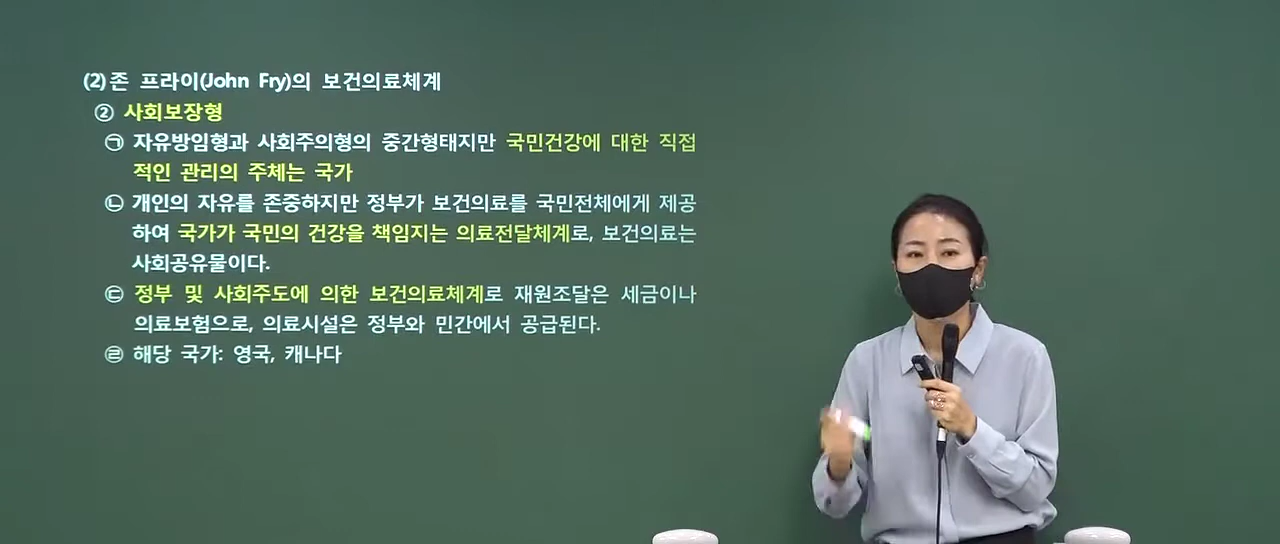 (2) 존 프라이(John Fry)의 보건의료체계
② 사회보장형
㉠ 자유방임형과 사회주의형의 중간형태지만 국민건강에 대한 직접
적인 관리의 주체는 국가
㉡ 개인의 자유를 존중하지만 정부가 보건의료를 국민전체에게 제공
하여 국가가 국민의 건강을 책임지는 의료전달체계로, 보건의료는
사회공유물이다.
㉢ 정부 및 사회주도에 의한 보건의료체계로 재원조달은 세금이나
의료보험으로, 의료시설은 정부와 민간에서 공급된다.
㉣ 해당 국가: 영국, 캐나다